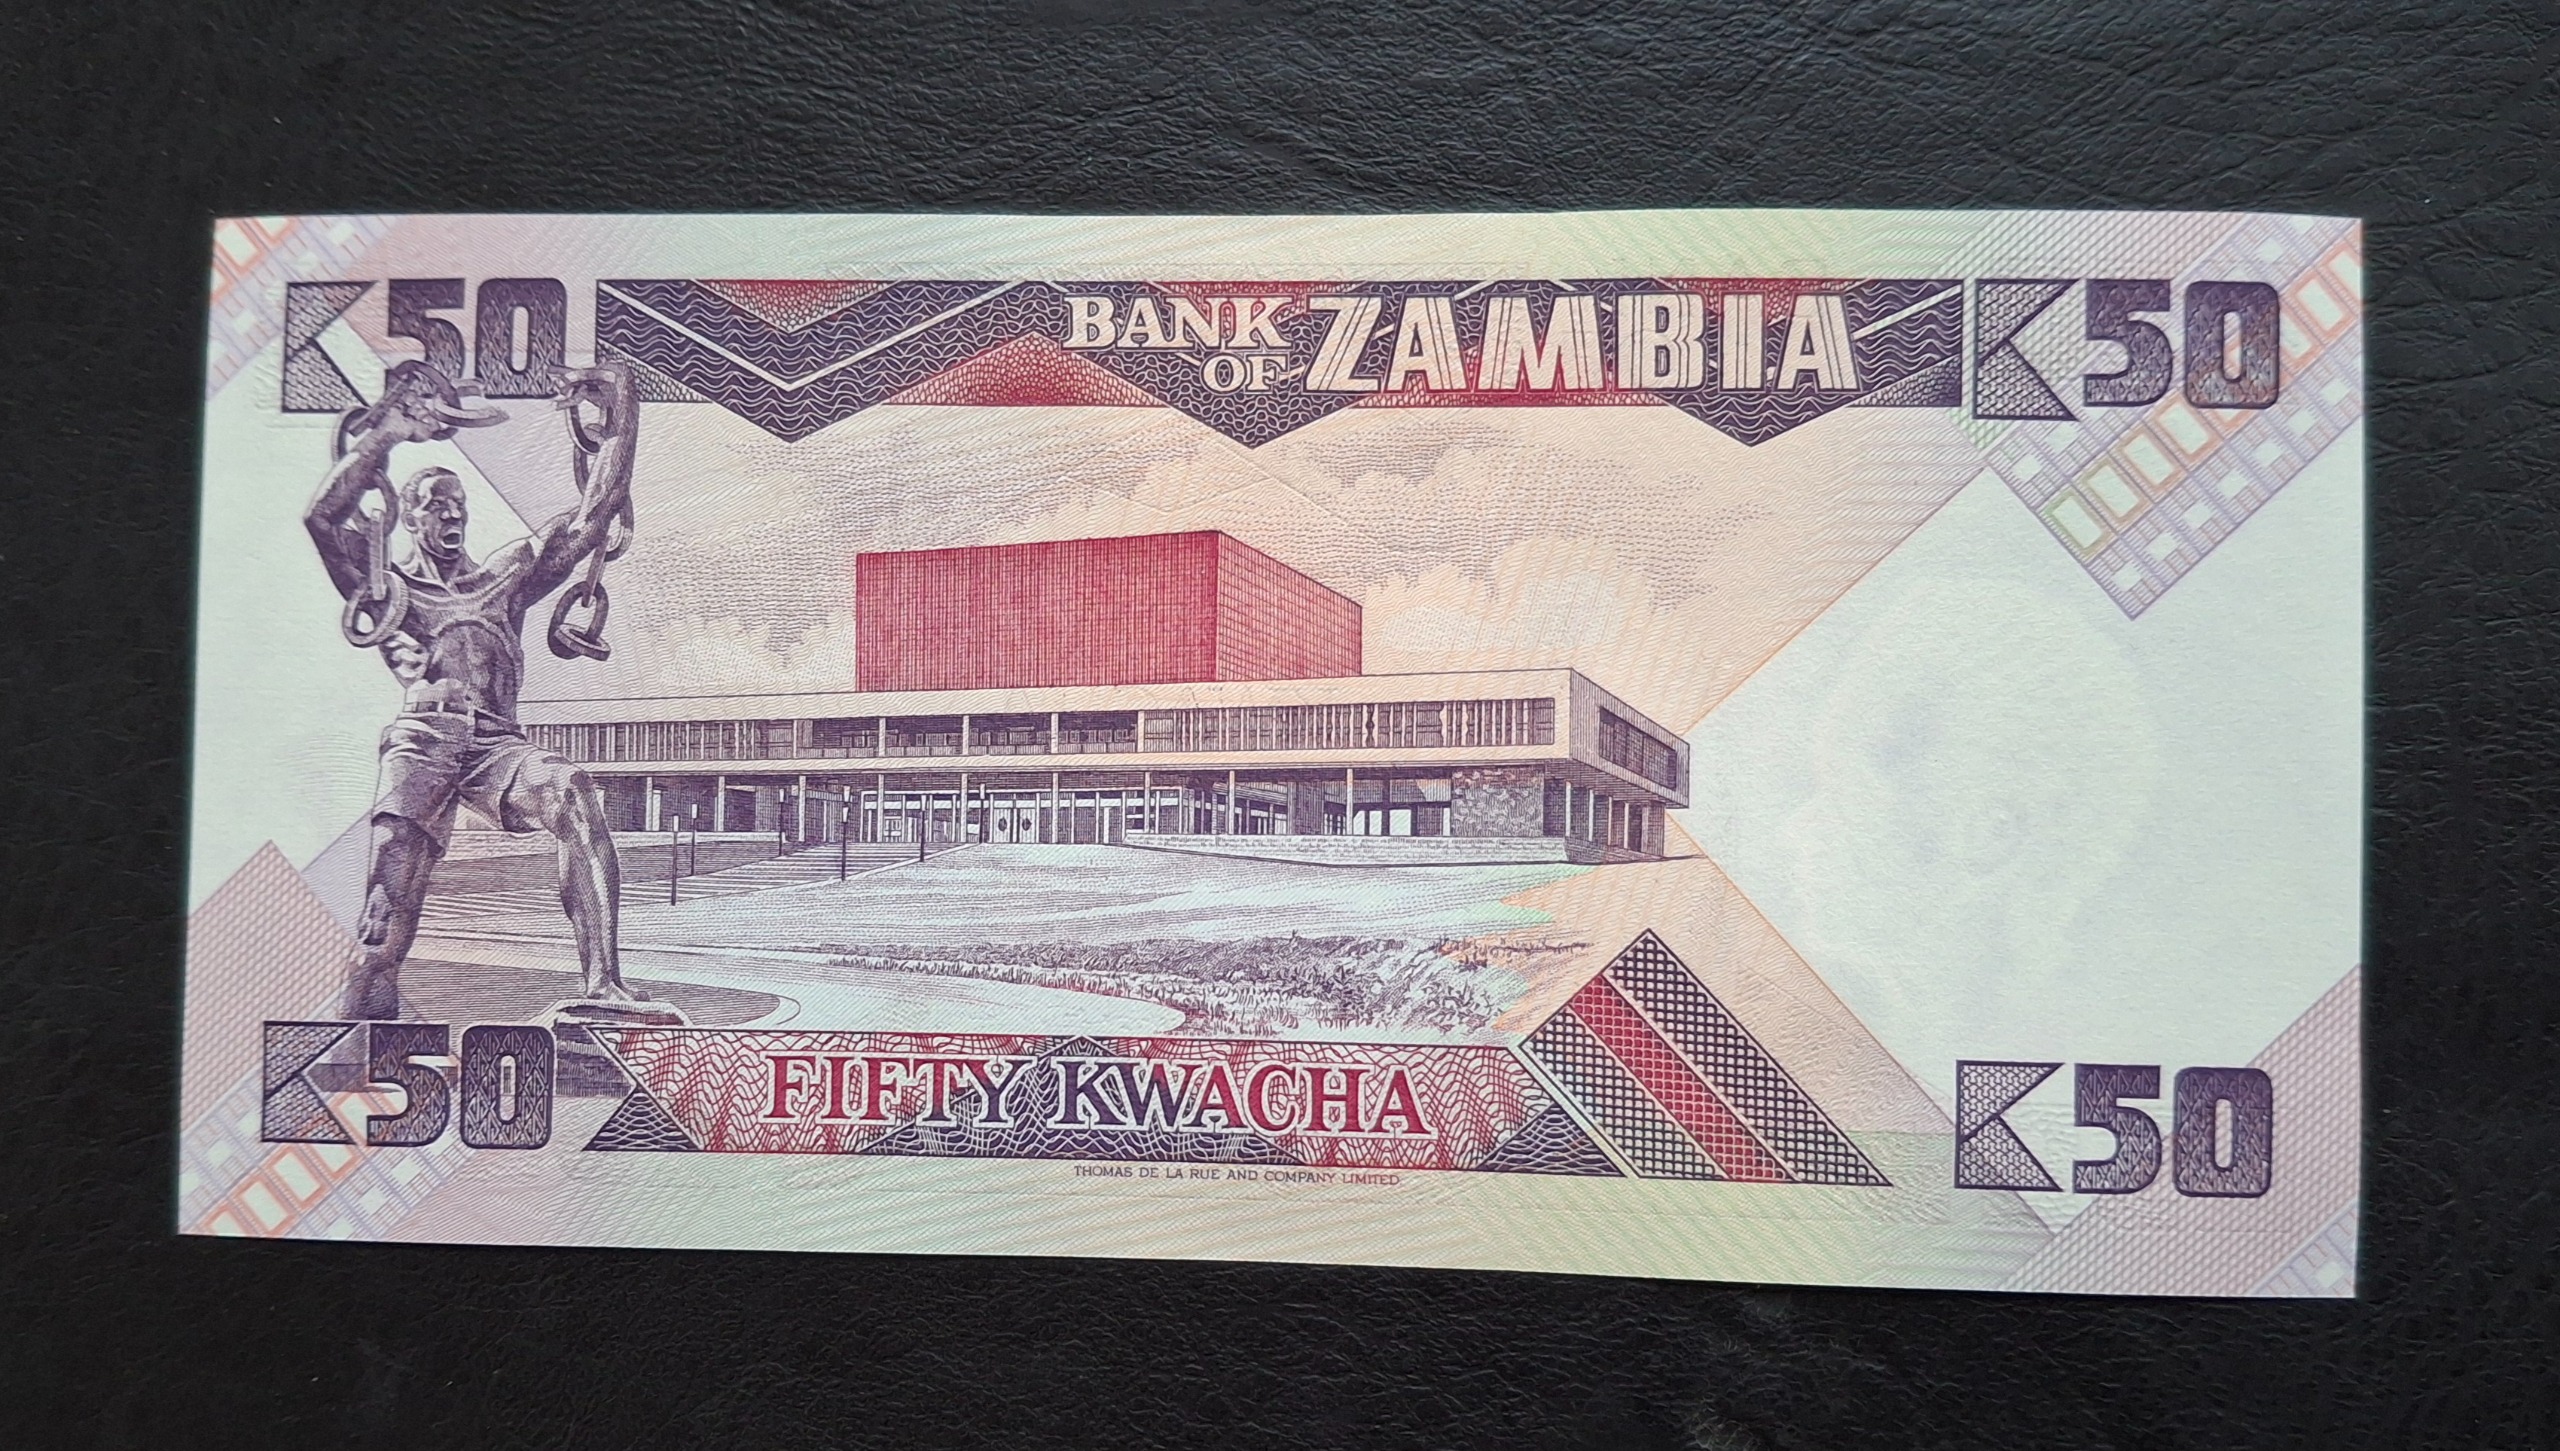 K50 BANK OF ZAMBIA K50
K50 FIFTY KWACHA K50
THOMAS DE LA RUE AND COMPANY LIMITED